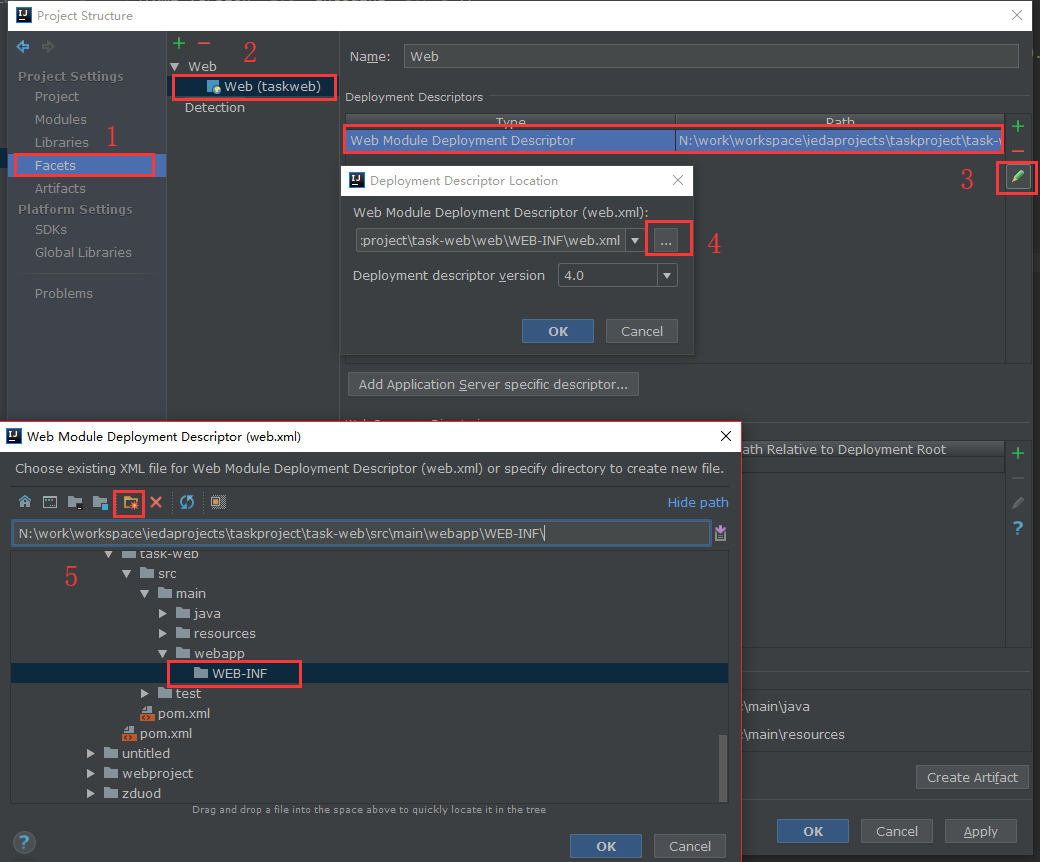 Project Structure
2
Project Settings
Web
Name:
Web
Project
Web (taskweb)
Deployment Descriptors
Modules
Detection
Type
Path
Libraries
1
Web Module Deployment Descriptor
N:\work\workspace\iedaprojects\taskproject\task-
Facets
Deployment Descriptor Location
3
Artifacts
Platform Settings
Web Module Deployment Descriptor (web.xml):
SDKs
:project\task-web\web\WEB-INF\web.xml
...
4
Global Libraries
Deployment descriptor version
4.0
Problems
OK
Cancel
Add Application Server specific descriptor...
Web Module Deployment Descriptor (web.xml)
ath Relative to Deployment Root
Choose existing XML file for Web Module Deployment Descriptor (web.xml) or specify directory to create new file.
Hide path
N:\work\workspace\iedaprojects\taskproject\task-web\src\main\webapp\WEB-INF\
task-web
5
src
main
java
resources
webapp
WEB-INF
test
:\main\java
pom.xml
pom.xml
:\main\resources
untitled
webproject
Create Artifact
zduod
Drag and drop a file into the space above to quickly locate it in the tree
OK
Cancel
Apply
?
OK
Cancel